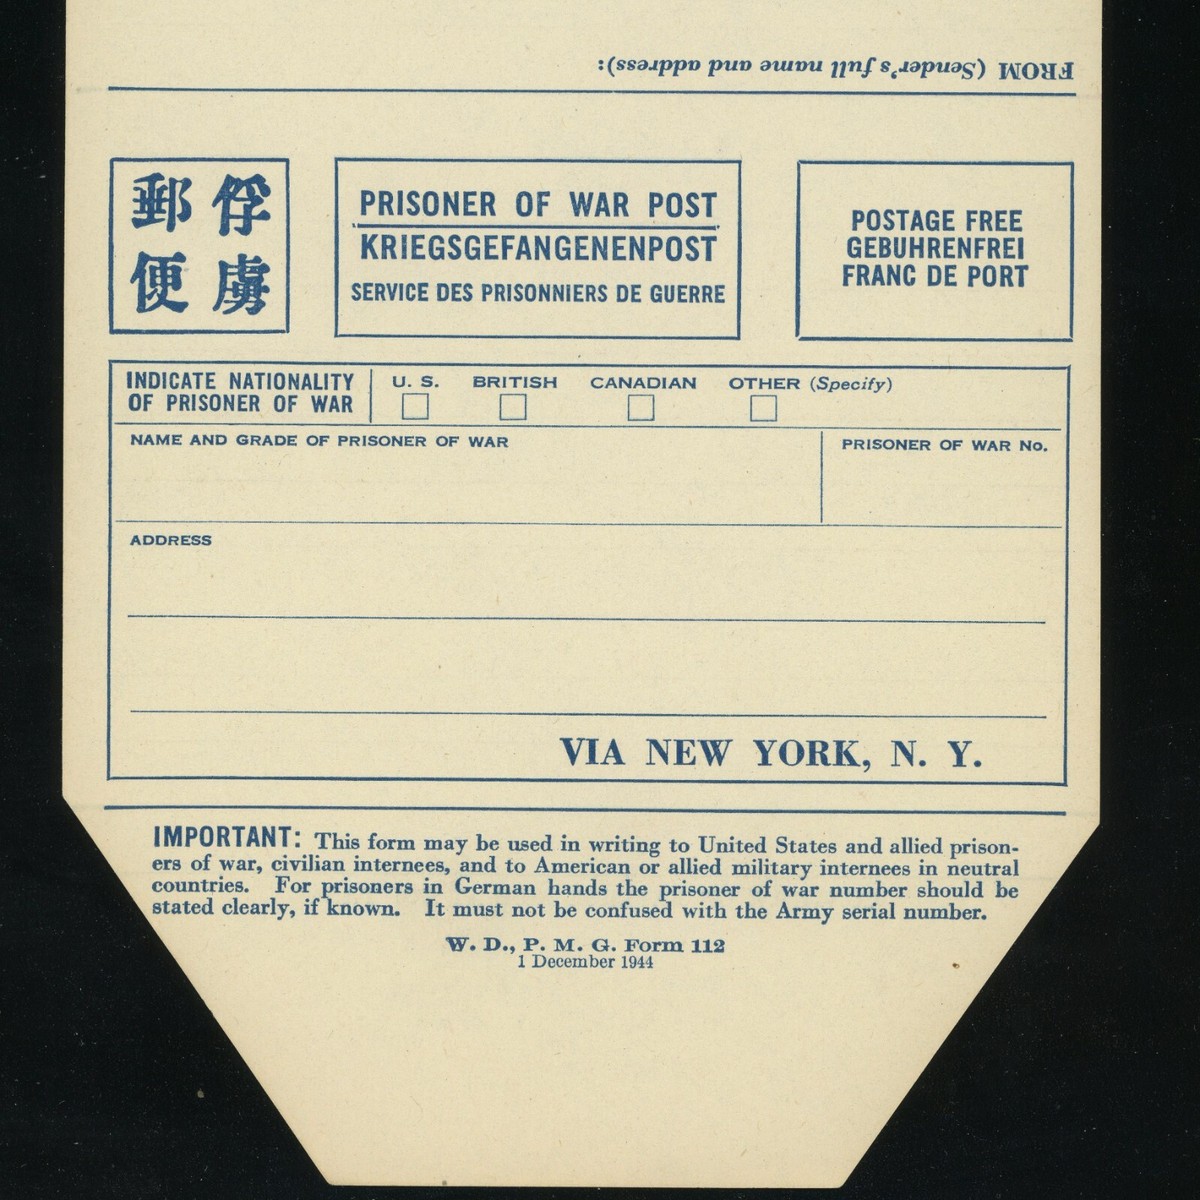 FROM (Sender's full name and address):
俘虜
郵便
PRISONER OF WAR POST
KRIEGSGEFANGENENPOST
SERVICE DES PRISONNIERS DE GUERRE
POSTAGE FREE
GEBUHRENFREI
FRANC DE PORT
INDICATE NATIONALITY
OF PRISONER OF WAR
U. S. BRITISH CANADIAN OTHER (Specify)
NAME AND GRADE OF PRISONER OF WAR
PRISONER OF WAR No.
ADDRESS
VIA NEW YORK, N. Y.
IMPORTANT: This form may be used in writing to United States and allied prison-
ers of war, civilian internees, and to American or allied military internees in neutral
countries. For prisoners in German hands the prisoner of war number should be
stated clearly, if known. It must not be confused with the Army serial number.
W. D., P. M. G. Form 112
1 December 1944